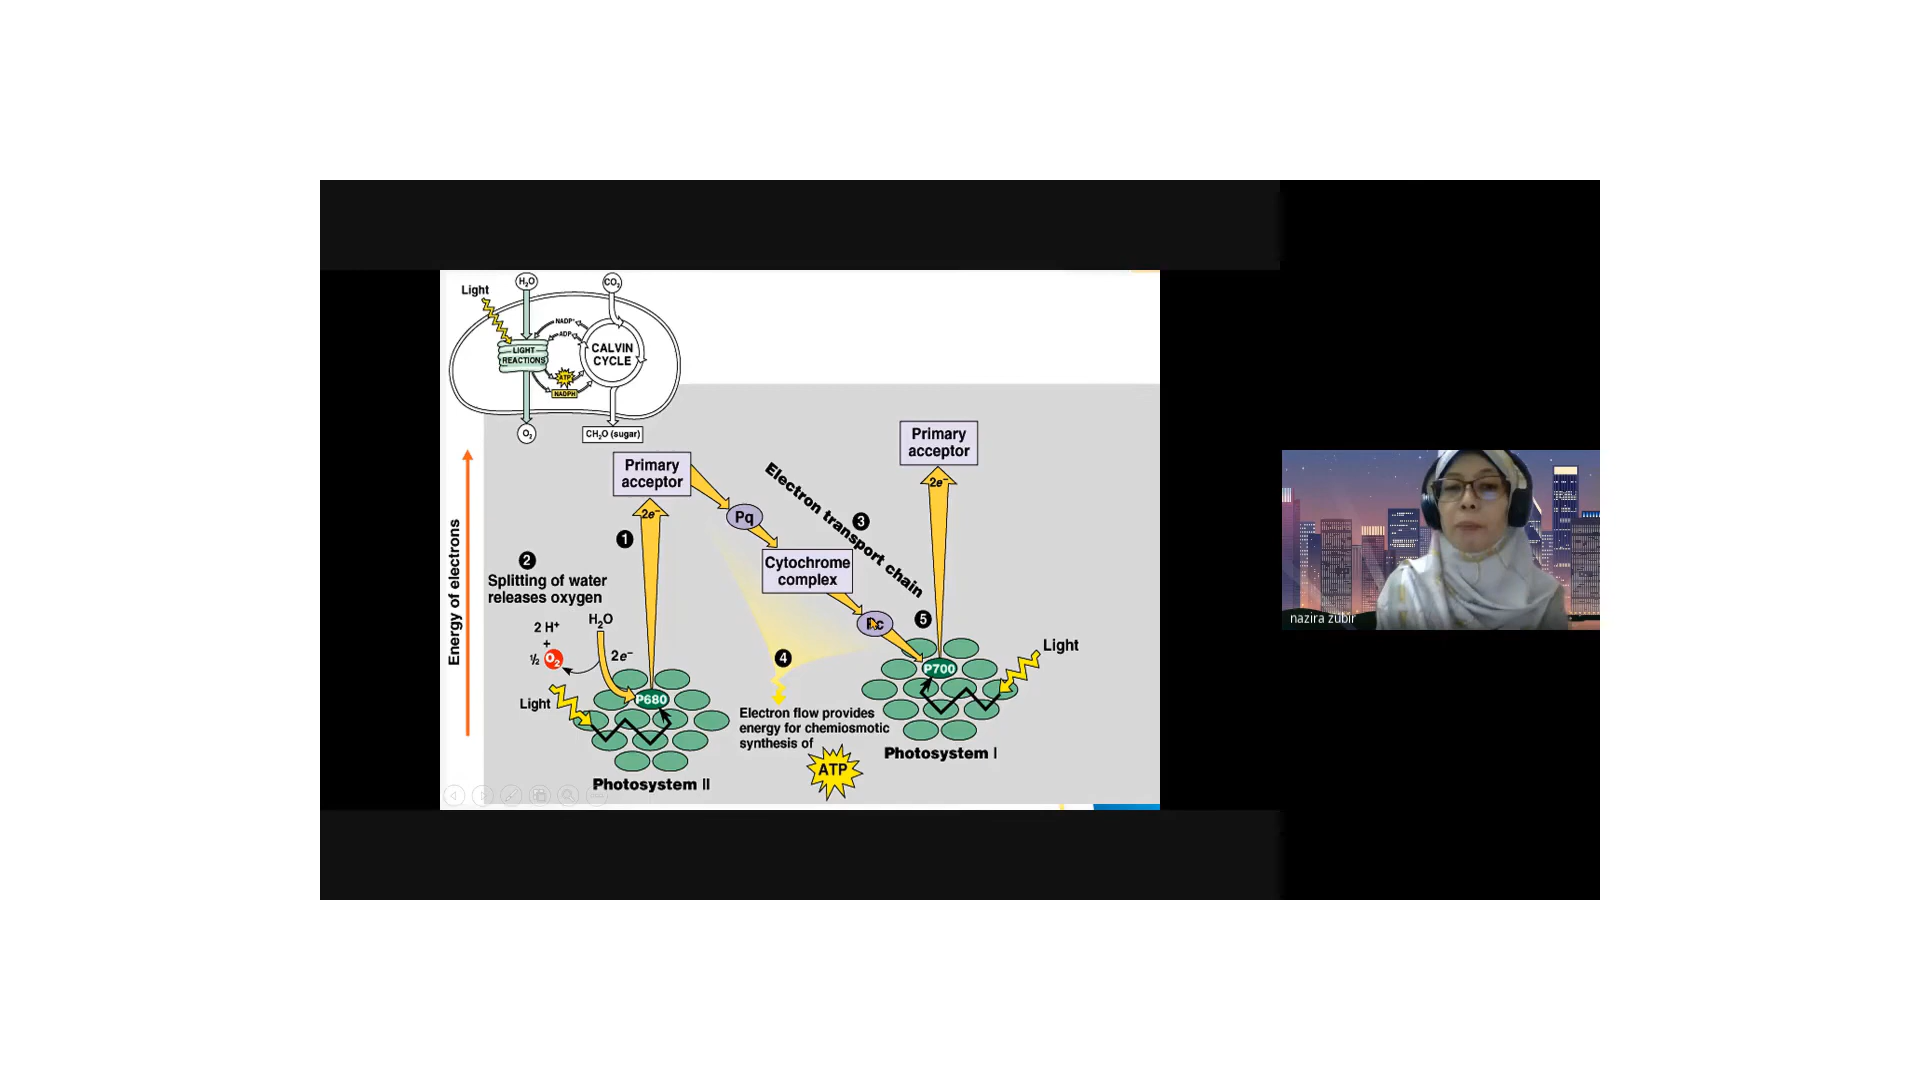 Light
H₂O
CO₂
NADP⁺
ADP
LIGHT
REACTIONS
CALVIN
CYCLE
ATP
NADPH
O₂
CH₂O (sugar)
Energy of electrons
Primary
acceptor
2e⁻
1
Pq
Electron transport chain
3
Cytochrome
complex
Primary
acceptor
2e⁻
2
Splitting of water
releases oxygen
2 H⁺
+
½ O₂
H₂O
2e⁻
Light
P680
Photosystem II
4
Electron flow provides
energy for chemiosmotic
synthesis of
ATP
5
P700
Light
Photosystem I
nazira zubir